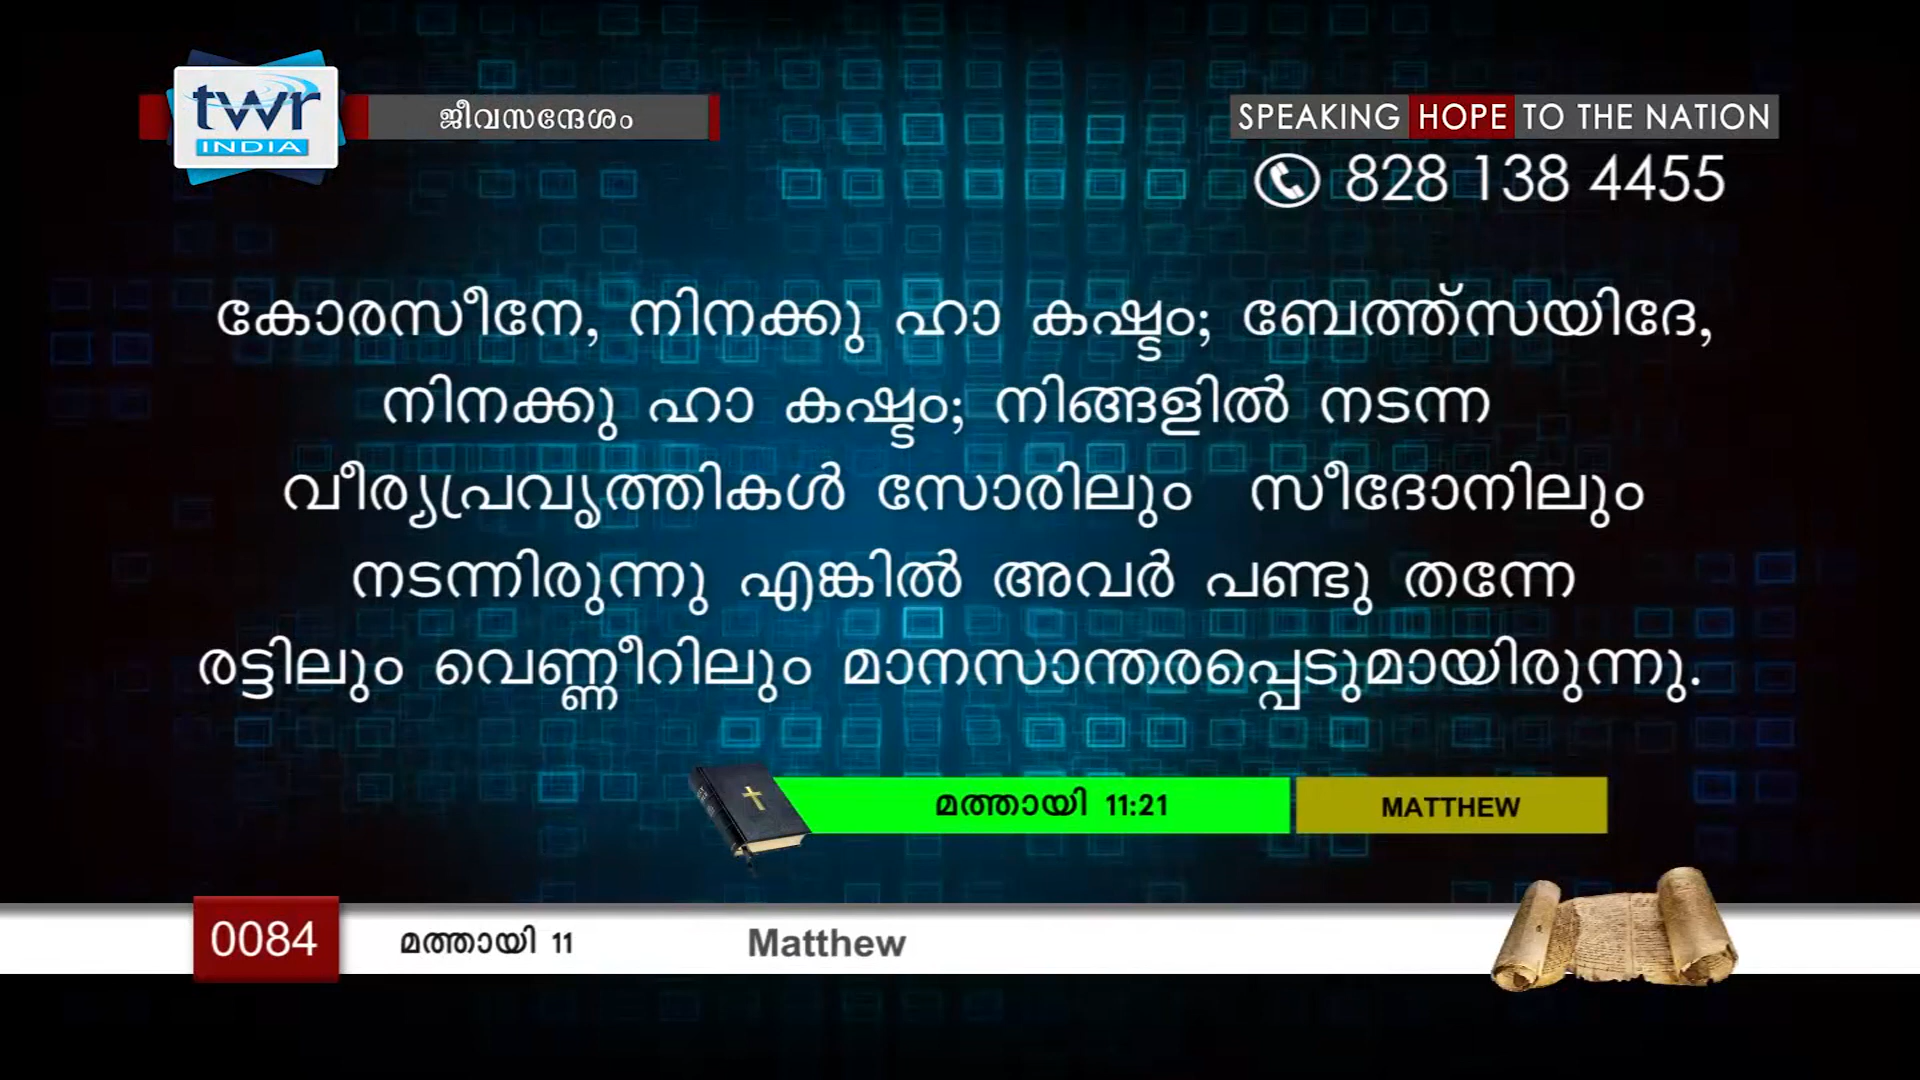 twr
INDIA
ജീവസന്ദേശം
SPEAKING HOPE TO THE NATION
828 138 4455
കോരസീനേ, നിനക്കു ഹാ കഷ്ടം; ബേത്ത്സയിദേ,
നിനക്കു ഹാ കഷ്ടം; നിങ്ങളിൽ നടന്ന
വീര്യപ്രവൃത്തികൾ സോരിലും സീദോനിലും
നടന്നിരുന്നു എങ്കിൽ അവർ പണ്ടു തന്നേ
രട്ടിലും വെണ്ണീറിലും മാനസാന്തരപ്പെടുമായിരുന്നു.
മത്തായി 11:21
MATTHEW
0084
മത്തായി 11
Matthew